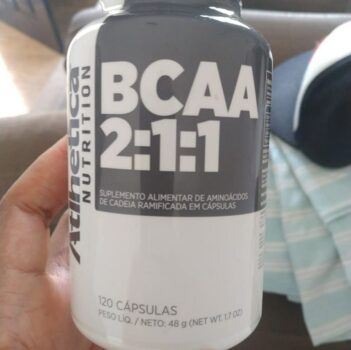 Atlhetica
NUTRITION
BCAA
2:1:1
SUPLEMENTO ALIMENTAR DE AMINOÁCIDOS
DE CADEIA RAMIFICADA EM CÁPSULAS
120 CÁPSULAS
PESO LÍQ. / NETO: 48 g (NET WT. 1.7 OZ)